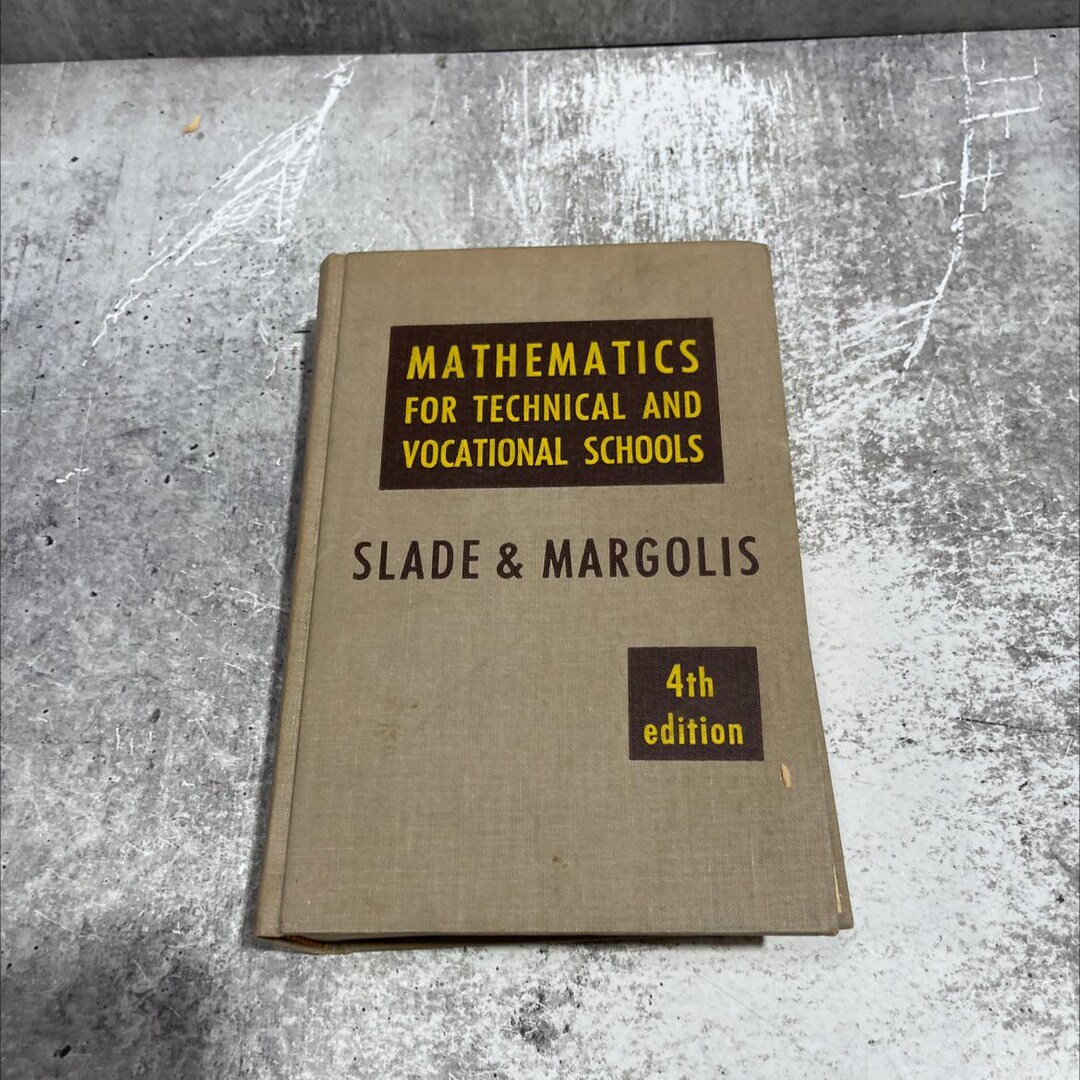 MATHEMATICS
FOR TECHNICAL AND
VOCATIONAL SCHOOLS
SLADE & MARGOLIS
4th
edition